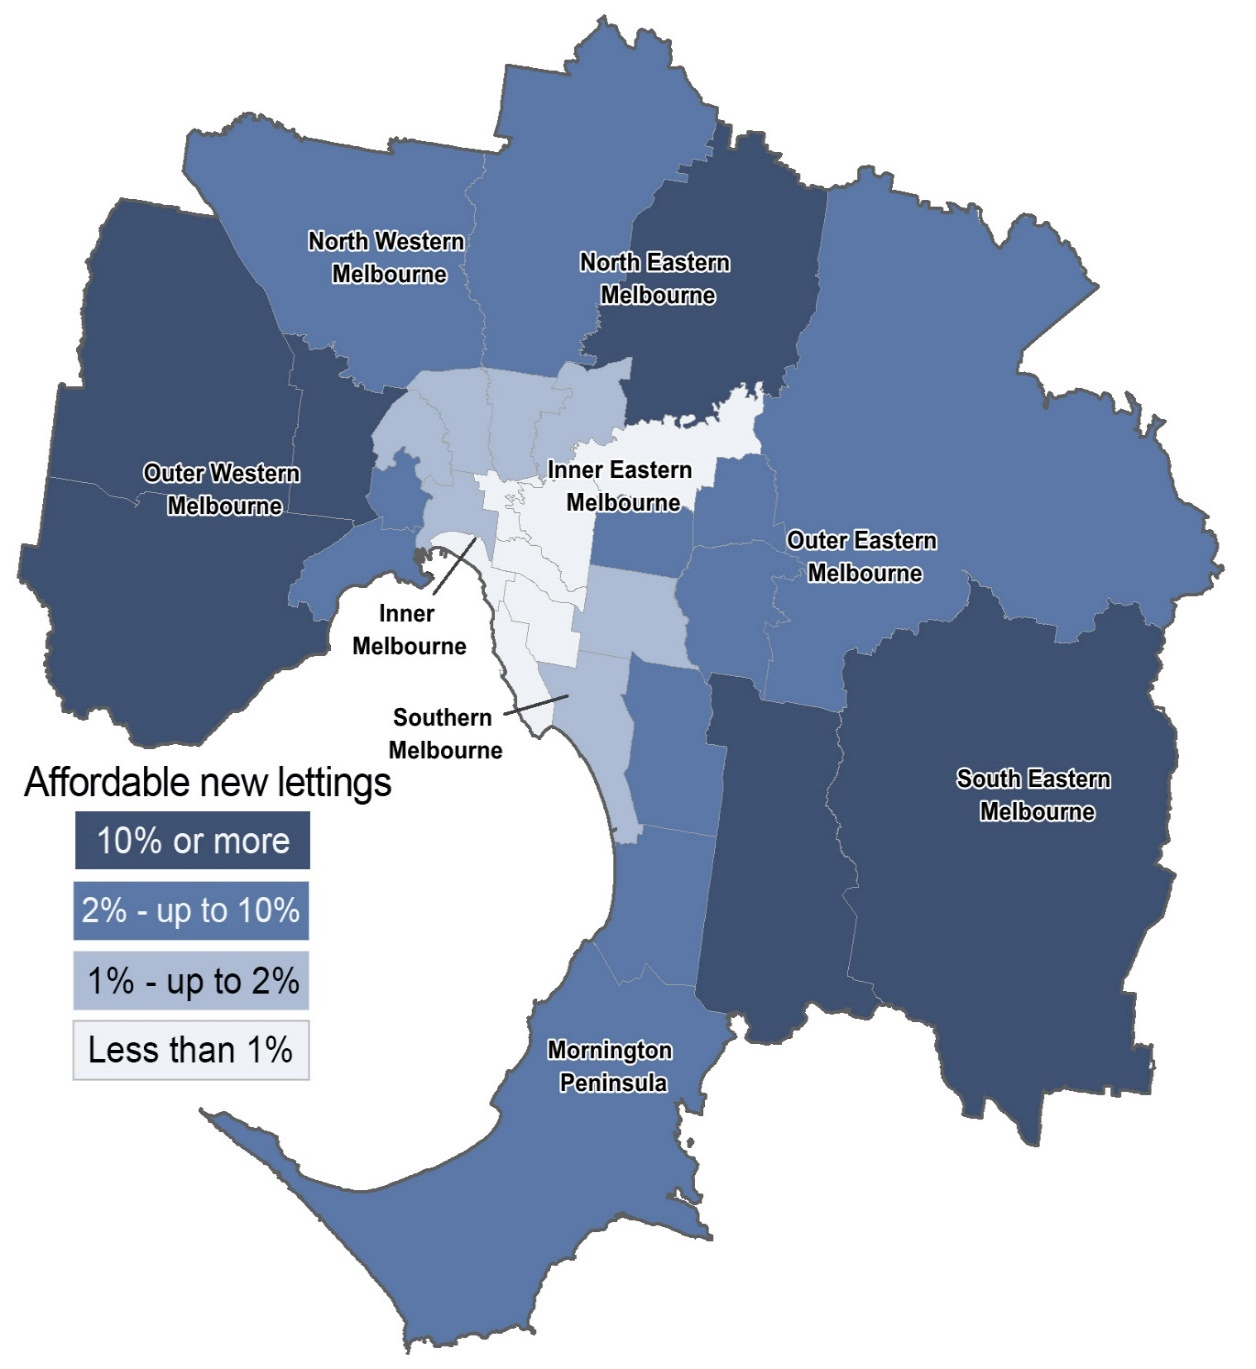 North Western
Melbourne
North Eastern
Melbourne
Outer Western
Melbourne
Inner Eastern
Melbourne
Outer Eastern
Melbourne
Inner
Melbourne
Southern
Melbourne
South Eastern
Melbourne
Mornington
Peninsula
Affordable new lettings
10% or more
2% - up to 10%
1% - up to 2%
Less than 1%